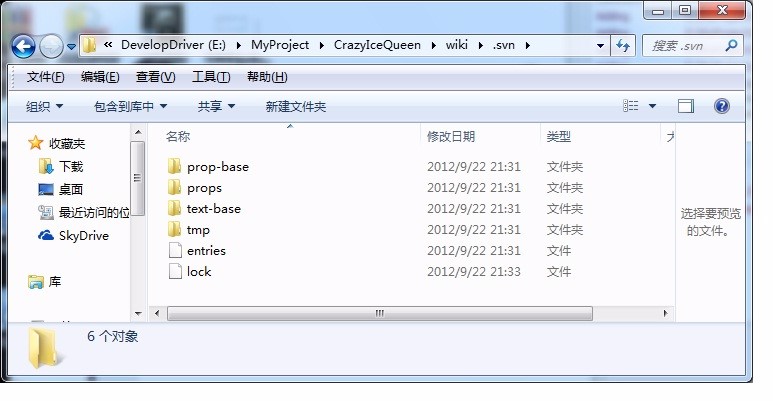 « DevelopDriver (E:) ▸ MyProject ▸ CrazyIceQueen ▸ wiki ▸ .svn ▸
搜索 .svn
文件(F) 编辑(E) 查看(V) 工具(T) 帮助(H)
组织 包含到库中 共享 新建文件夹
收藏夹
下载
桌面
最近访问的位
SkyDrive
库
名称 修改日期 类型
prop-base 2012/9/22 21:31 文件夹
props 2012/9/22 21:31 文件夹
text-base 2012/9/22 21:31 文件夹
tmp 2012/9/22 21:31 文件夹
entries 2012/9/22 21:31 文件
lock 2012/9/22 21:33 文件
选择要预览
的文件。
6 个对象